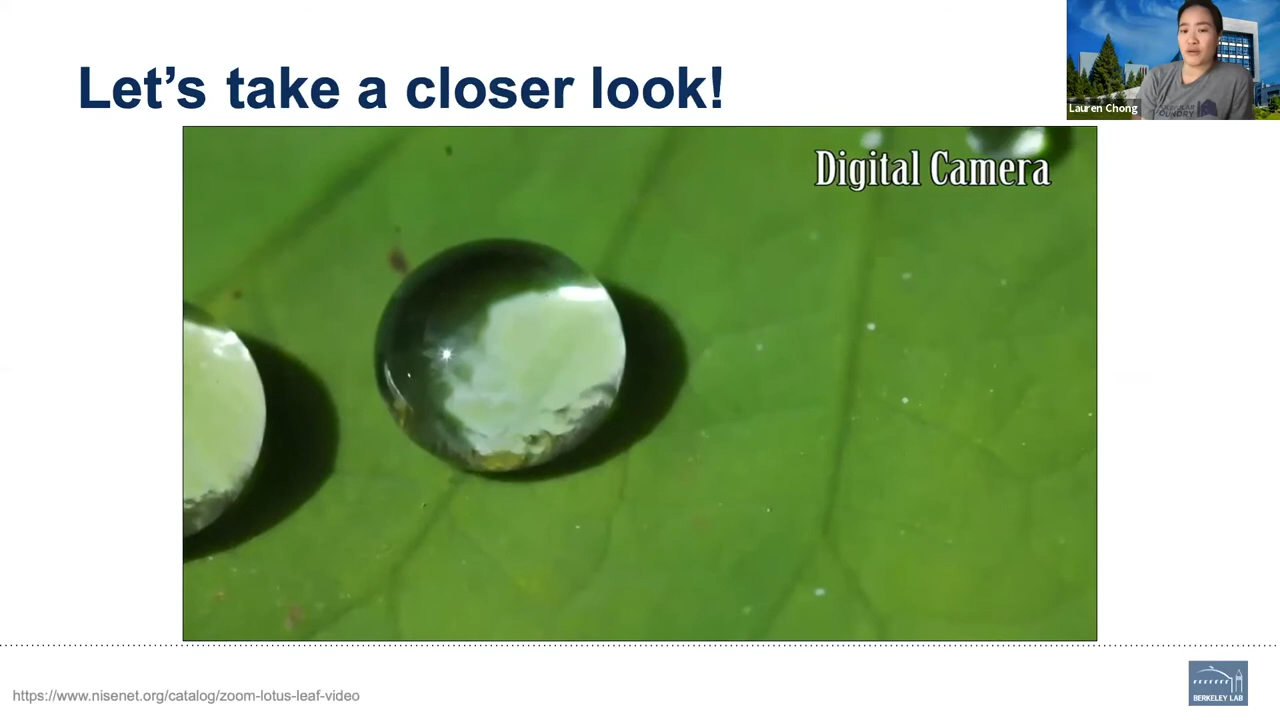 Let's take a closer look!
Lauren Chong
Digital Camera
https://www.nisenet.org/catalog/zoom-lotus-leaf-video
BERKELEY LAB